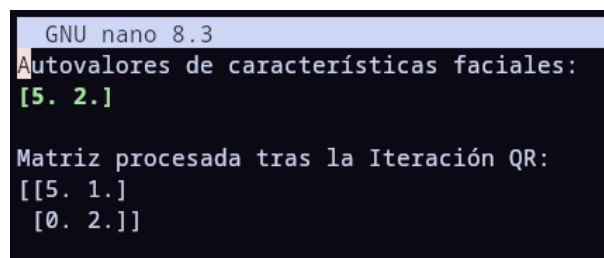 GNU nano 8.3
Autovalores de características faciales:
[5. 2.]
Matriz procesada tras la Iteración QR:
[[5. 1.]
[0. 2.]]